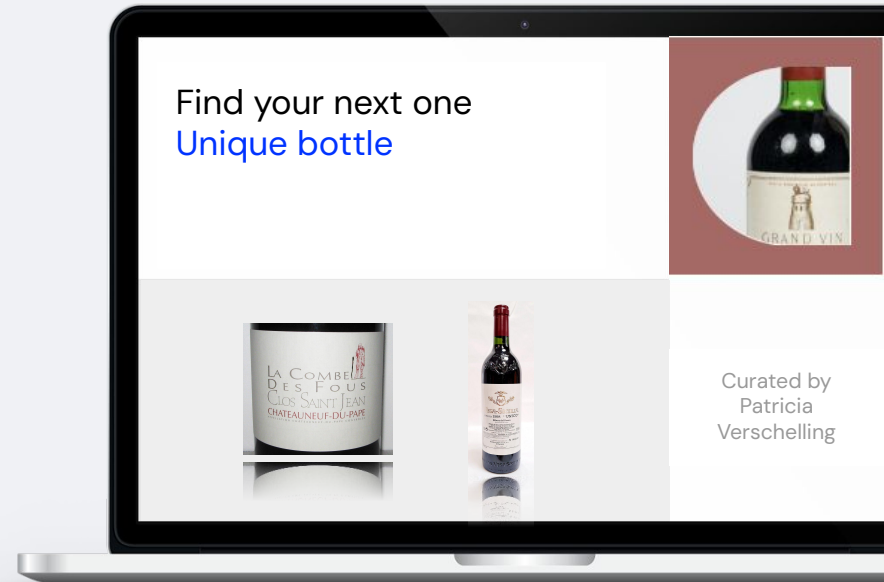 Find your next one
Unique bottle
GRAND VIN
LA COMBE
DES FOUS
CLOS SAINT JEAN
CHATEAUNEUF-DU-PAPE
UNICO
Curated by
Patricia
Verschelling